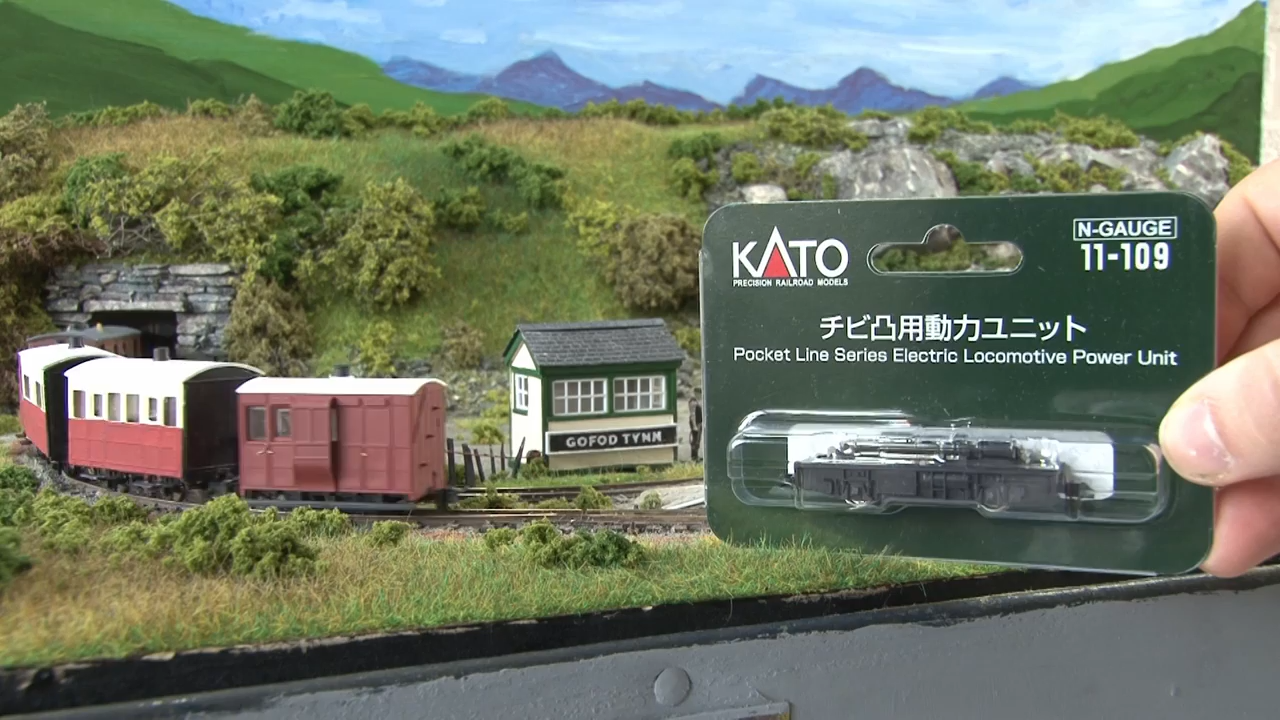 KATO
PRECISION RAILROAD MODELS
N-GAUGE
11-109
チビ凸用動力ユニット
Pocket Line Series Electric Locomotive Power Unit
GOFOD TYNN